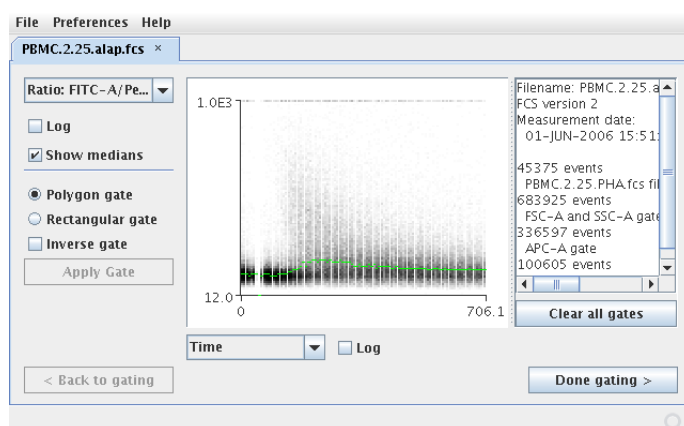 File Preferences Help
PBMC.2.25.alap.fcs ×
Ratio: FITC-A/Pe...
Log
Show medians
Polygon gate
Rectangular gate
Inverse gate
Apply Gate
< Back to gating
1.0E3
12.0
0 706.1
Time
Log
Filename: PBMC.2.25.a
FCS version 2
Measurement date:
01-JUN-2006 15:51:
45375 events
PBMC.2.25.PHA.fcs fil
683925 events
FSC-A and SSC-A gate
336597 events
APC-A gate
100605 events
Clear all gates
Done gating >